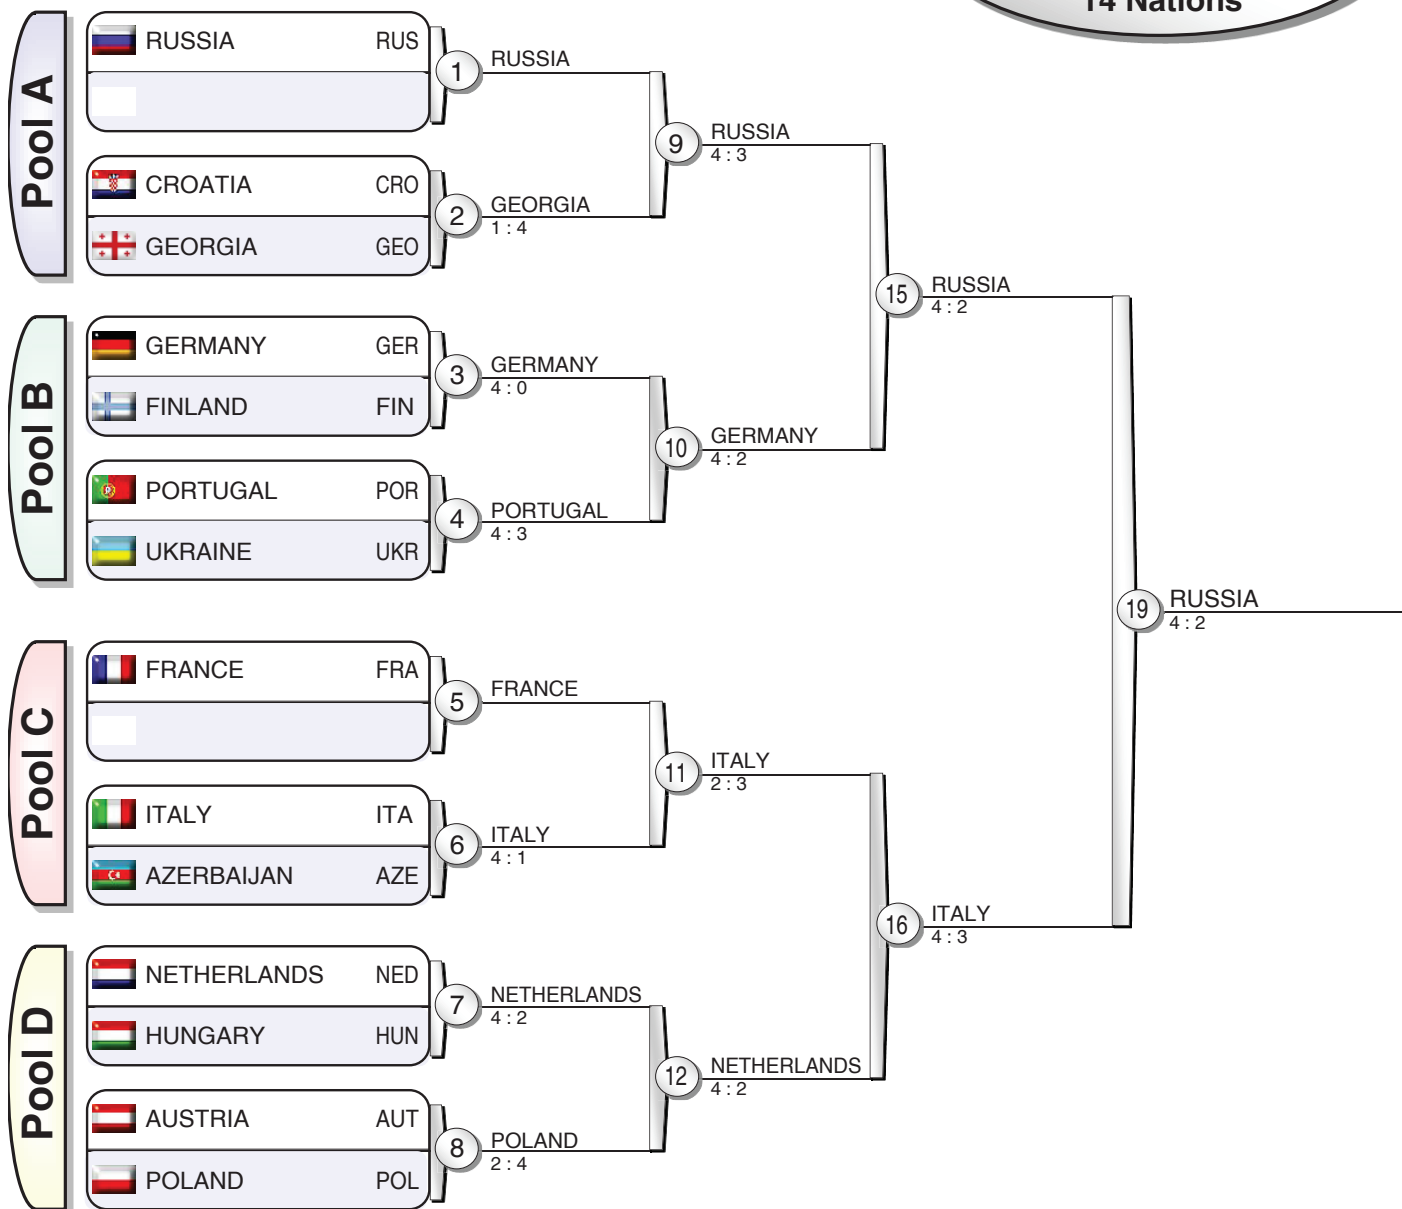 14 Nations
Pool A
RUSSIA RUS
CROATIA CRO
GEORGIA GEO
1 RUSSIA
2 GEORGIA
1 : 4
9 RUSSIA
4 : 3
Pool B
GERMANY GER
FINLAND FIN
PORTUGAL POR
UKRAINE UKR
3 GERMANY
4 : 0
4 PORTUGAL
4 : 3
10 GERMANY
4 : 2
15 RUSSIA
4 : 2
Pool C
FRANCE FRA
ITALY ITA
AZERBAIJAN AZE
5 FRANCE
6 ITALY
4 : 1
11 ITALY
2 : 3
Pool D
NETHERLANDS NED
HUNGARY HUN
AUSTRIA AUT
POLAND POL
7 NETHERLANDS
4 : 2
8 POLAND
2 : 4
12 NETHERLANDS
4 : 2
16 ITALY
4 : 3
19 RUSSIA
4 : 2